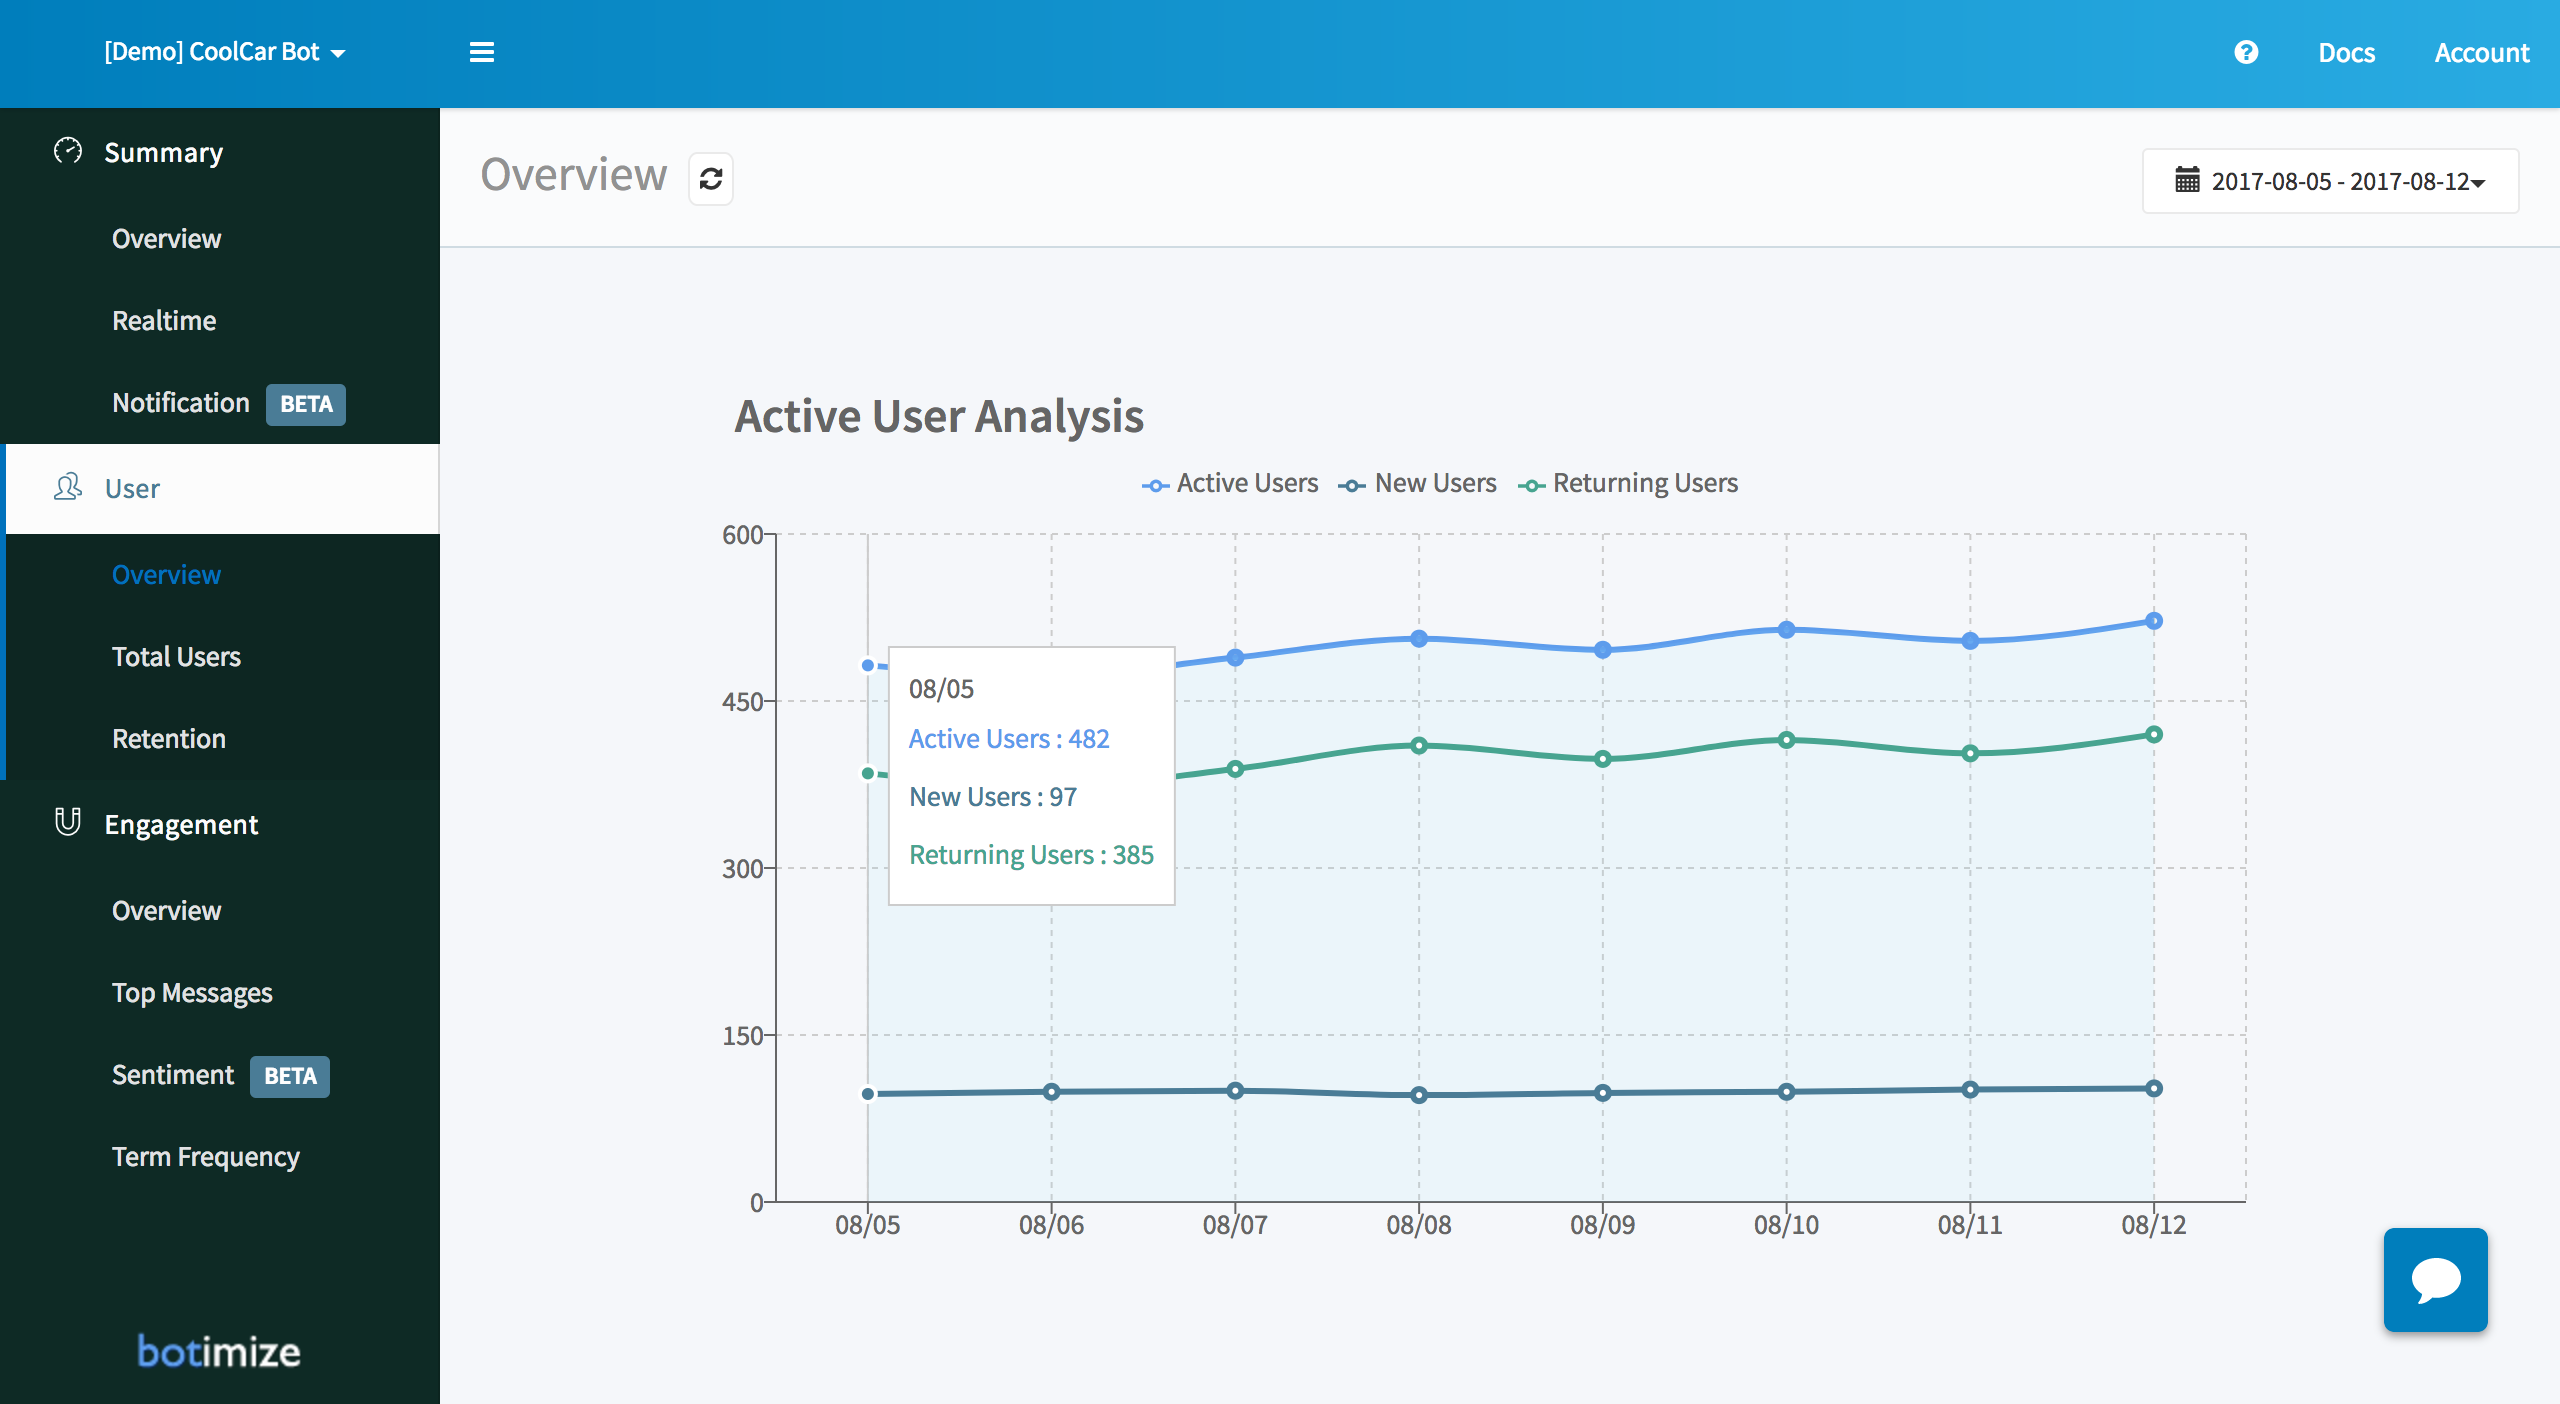 [Demo] CoolCar Bot
Docs
Account
Summary
Overview
Realtime
Notification BETA
User
Overview
Total Users
Retention
Engagement
Overview
Top Messages
Sentiment BETA
Term Frequency
botimize
Overview
2017-08-05 - 2017-08-12
Active User Analysis
Active Users New Users Returning Users
600
450
300
150
0
08/05
Active Users : 482
New Users : 97
Returning Users : 385
08/05 08/06 08/07 08/08 08/09 08/10 08/11 08/12